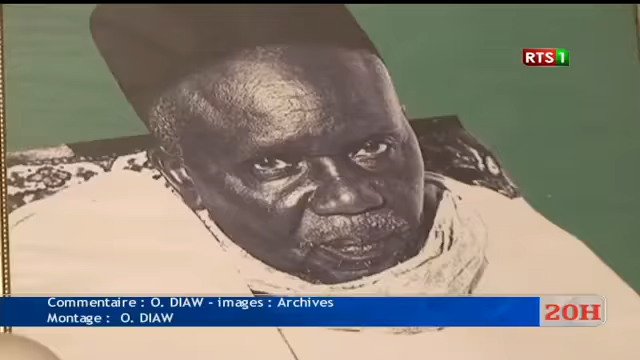 RTS1
Commentaire : O. DIAW - images : Archives
Montage : O. DIAW
20H